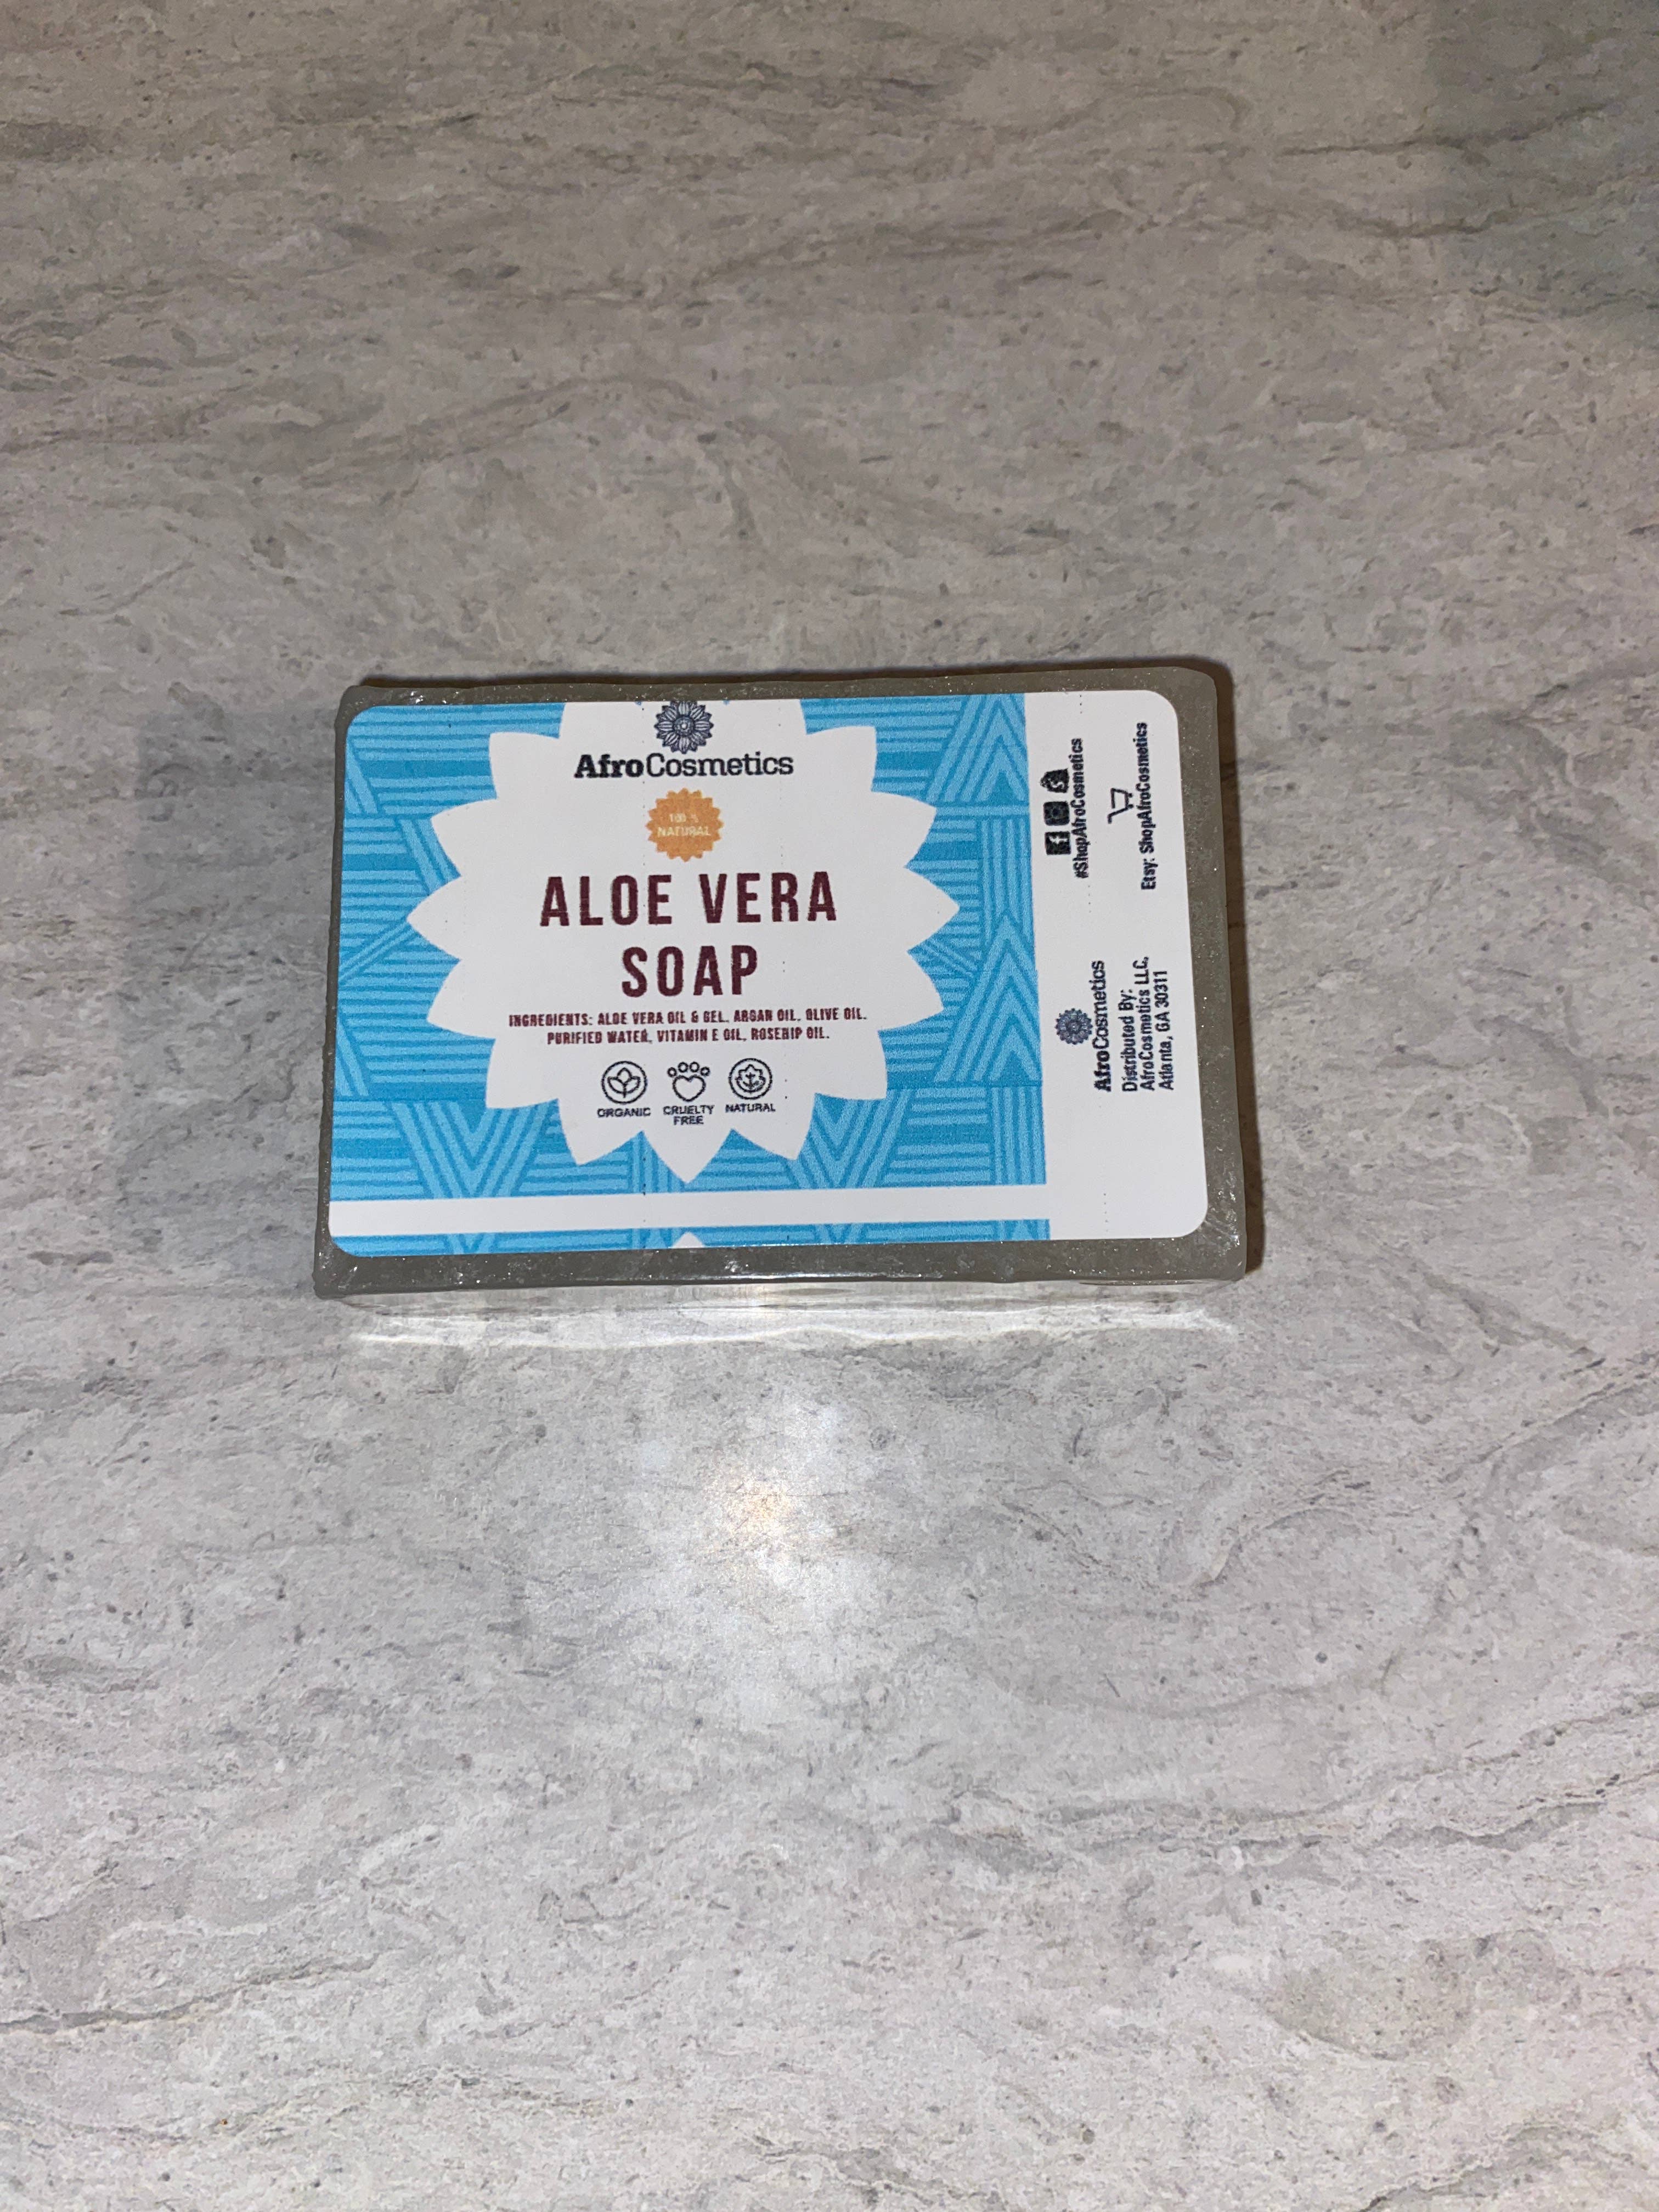 AfroCosmetics
100 %
NATURAL
ALOE VERA
SOAP
INGREDIENTS: ALOE VERA OIL & GEL, ARGAN OIL, OLIVE OIL.
PURIFIED WATER, VITAMIN E OIL, ROSEHIP OIL.
ORGANIC
CRUELTY
FREE
NATURAL
#ShopAfroCosmetics
Etsy: ShopAfroCosmetics
AfroCosmetics
Distributed By:
AfroCosmetics LLC.
Atlanta, GA 30311